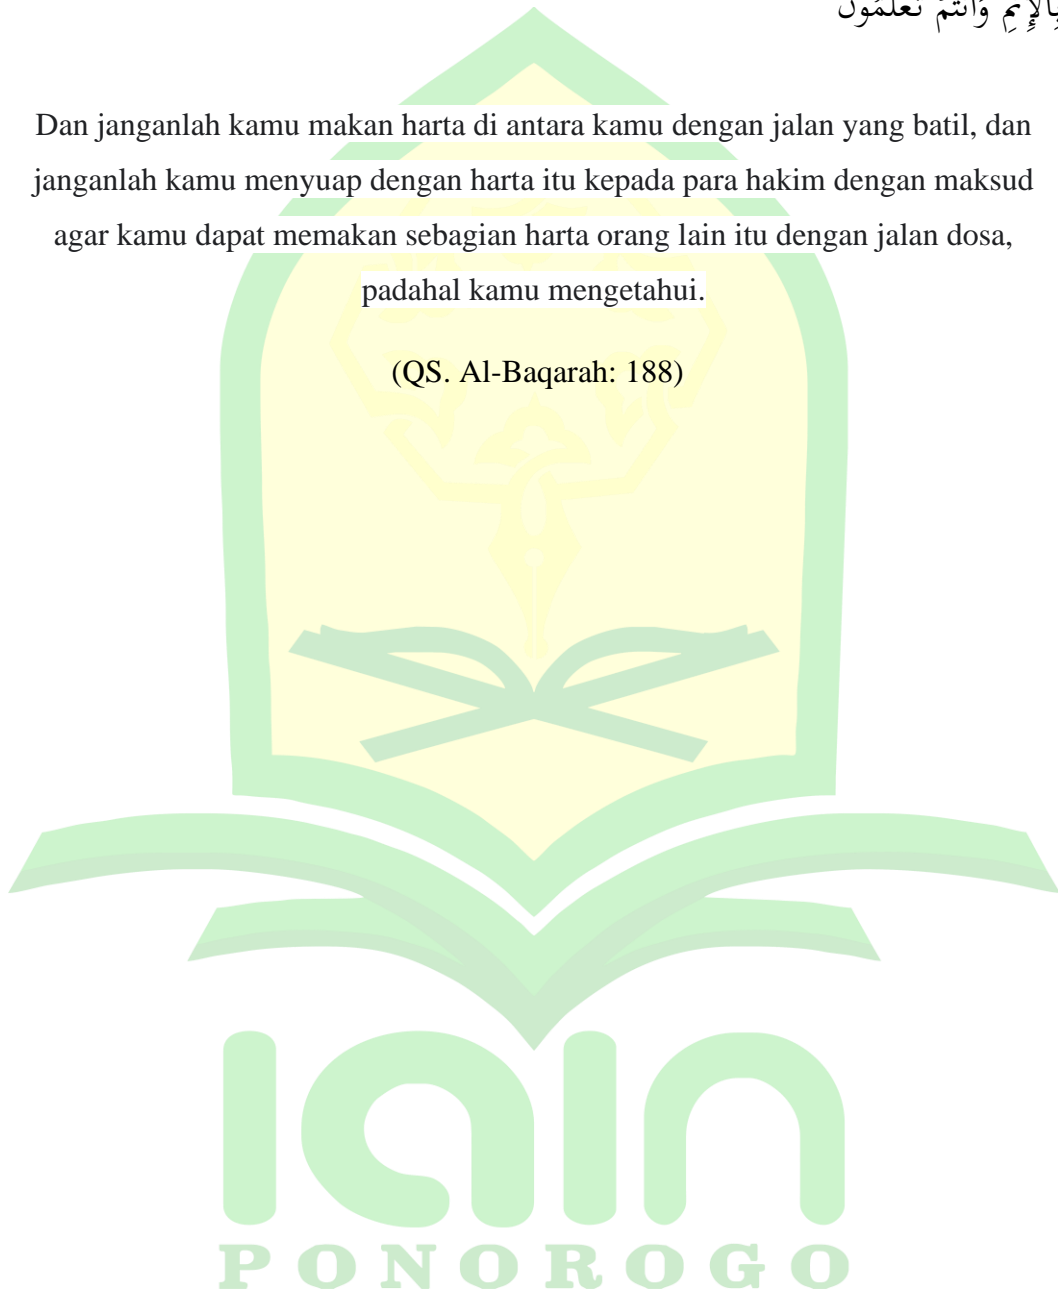 بِالْإِثْمِ وَأَنْتُمْ تَعْلَمُونَ
Dan janganlah kamu makan harta di antara kamu dengan jalan yang batil, dan
janganlah kamu menyuap dengan harta itu kepada para hakim dengan maksud
agar kamu dapat memakan sebagian harta orang lain itu dengan jalan dosa,
padahal kamu mengetahui.
(QS. Al-Baqarah: 188)
iain
PONOROGO